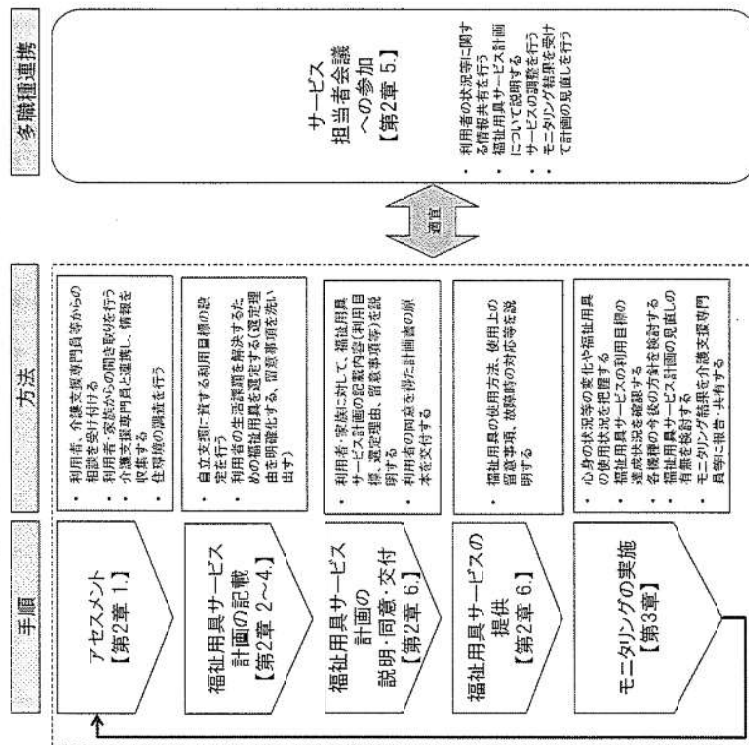 手順
方法
多職種連携
アセスメント
【第2章 1.】
・ 利用者、介護支援専門員等からの
相談を受け付ける
・ 利用者・家族からの聞き取りを行う
・ 介護支援専門員と連携し、情報を
収集する
・ 住環境の調査を行う
福祉用具サービス
計画の記載
【第2章 2～4.】
・ 自立支援に資する利用目標の設
定を行う
・ 利用者の生活課題を解決するた
めの福祉用具を選定する(選定理
由を明確化する、留意事項を洗い
出す)
福祉用具サービス
計画の
説明・同意・交付
【第2章 6.】
・ 利用者・家族に対して、福祉用具
サービス計画の記載内容(利用目
標、選定理由、留意事項等)を説
明する
・ 利用者の同意を得た計画書の原
本を交付する
福祉用具サービスの
提供
【第2章 6.】
・ 福祉用具の使用方法、使用上の
留意事項、故障時の対応等を説
明する
モニタリングの実施
【第3章】
・ 心身の状況等の変化や福祉用具
の使用状況を把握する
・ 福祉用具サービスの利用目標の
達成状況を確認する
・ 各機種の今後の方針を検討する
・ 福祉用具サービス計画の見直しの
有無を検討する
・ モニタリング結果を介護支援専門
員等に報告・共有する
適宜
サービス
担当者会議
への参加
【第2章 5.】
・ 利用者の状況等に関す
る情報共有を行う
・ 福祉用具サービス計画
について説明する
・ サービスの調整を行う
・ モニタリング結果を受け
て計画の見直しを行う